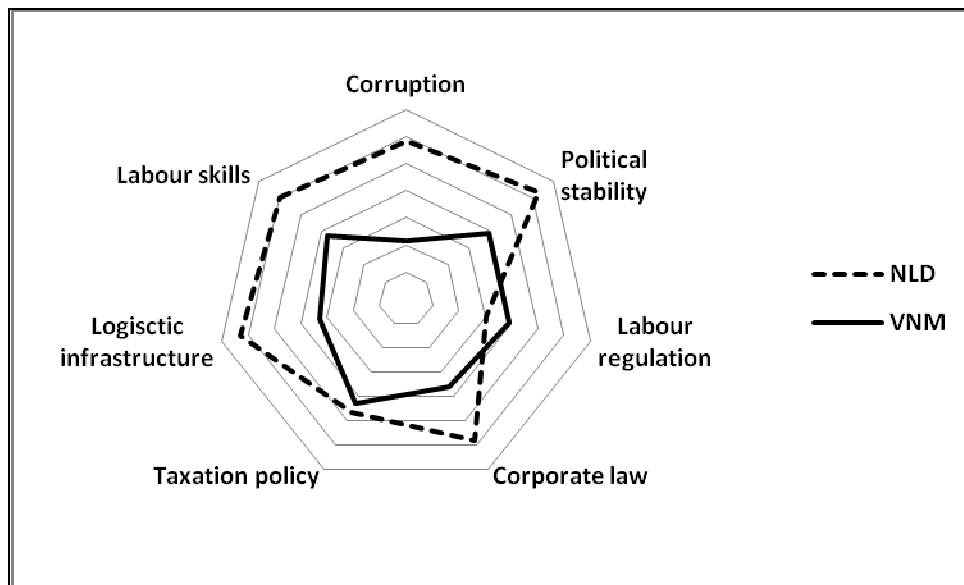 Corruption
Political
stability
Labour skills
NLD
VNM
Logisctic
infrastructure
Labour
regulation
Taxation policy
Corporate law